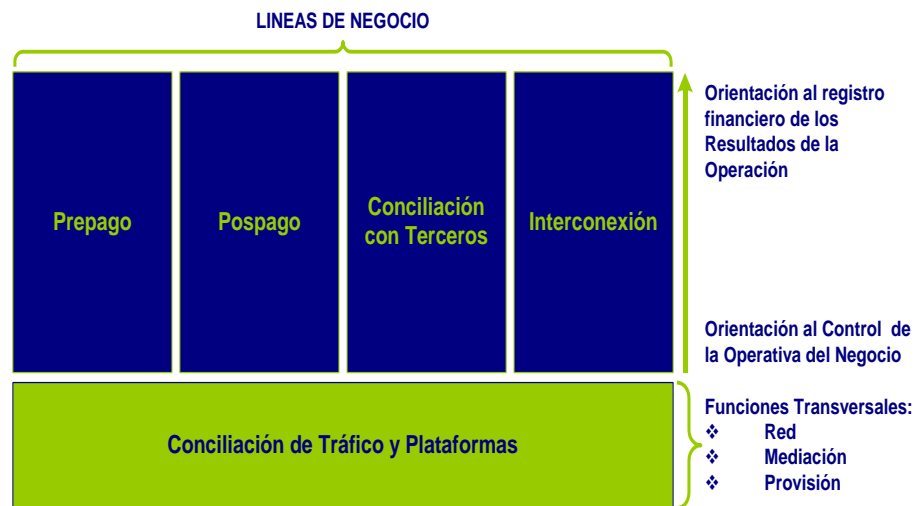 LINEAS DE NEGOCIO
Prepago
Pospago
Conciliación
con Terceros
Interconexión
Orientación al registro
financiero de los
Resultados de la
Operación
Orientación al Control de
la Operativa del Negocio
Conciliación de Tráfico y Plataformas
Funciones Transversales:
❖ Red
❖ Mediación
❖ Provisión